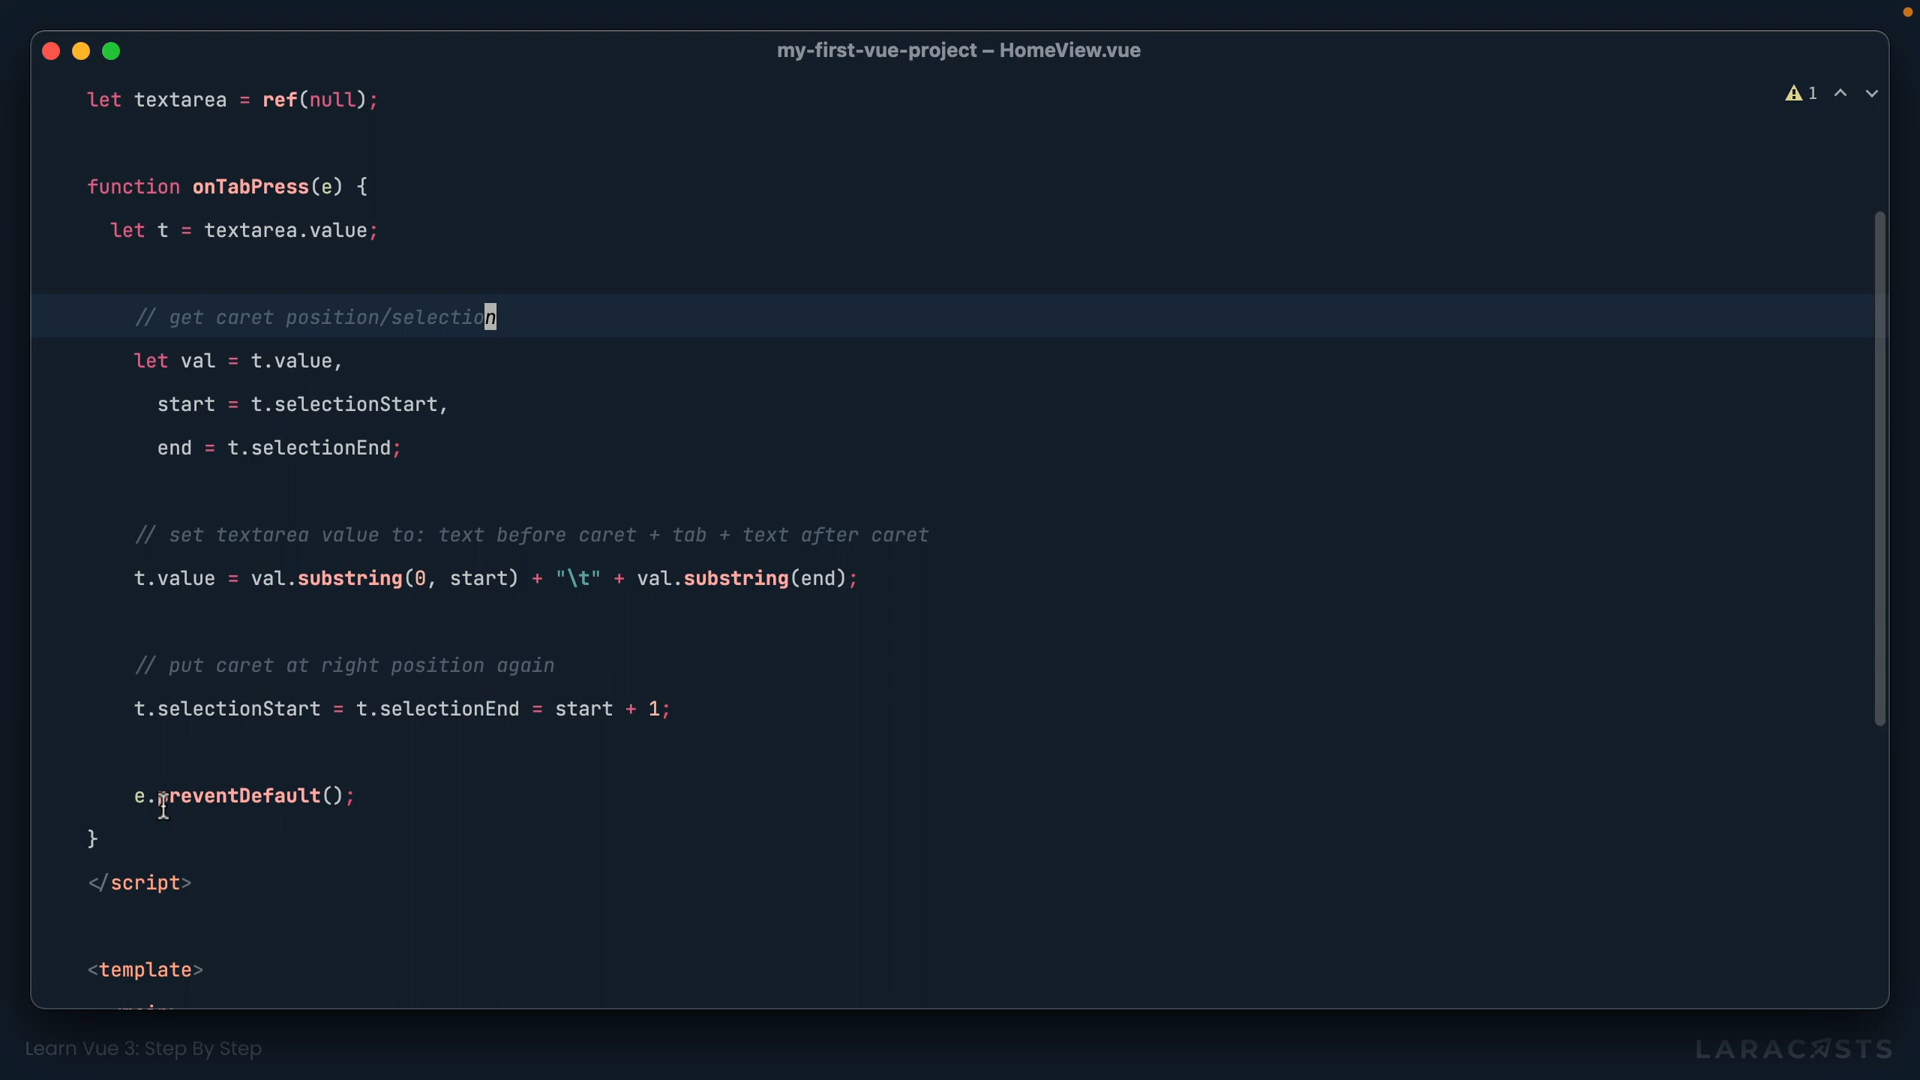 my-first-vue-project – HomeView.vue
let textarea = ref(null);
1
function onTabPress(e) {
let t = textarea.value;
// get caret position/selection
let val = t.value,
start = t.selectionStart,
end = t.selectionEnd;
// set textarea value to: text before caret + tab + text after caret
t.value = val.substring(0, start) + "\t" + val.substring(end);
// put caret at right position again
t.selectionStart = t.selectionEnd = start + 1;
e.preventDefault();
}
</script>
<template>
Learn Vue 3: Step By Step
LARACASTS